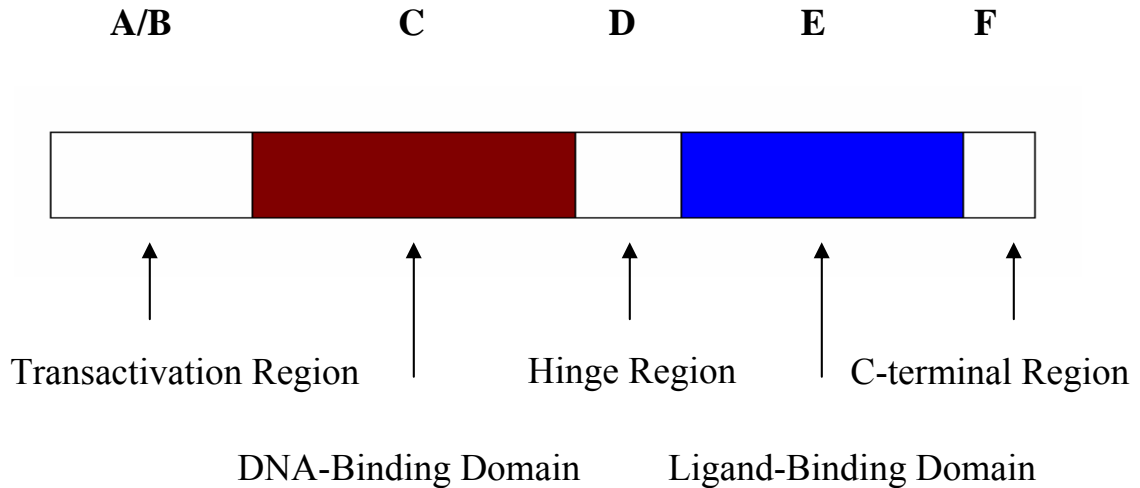 A/B C D E F
Transactivation Region Hinge Region C-terminal Region
DNA-Binding Domain Ligand-Binding Domain